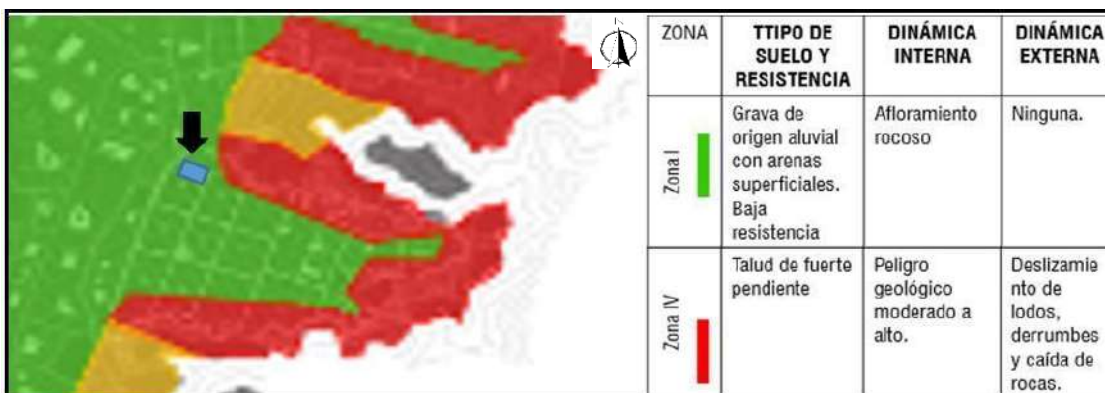 ZONA
TTIPO DE
SUELO Y
RESISTENCIA
DINÁMICA
INTERNA
DINÁMICA
EXTERNA
Zona I
Grava de
origen aluvial
con arenas
superficiales.
Baja
resistencia
Afloramiento
rocoso
Ninguna.
Zona IV
Talud de fuerte
pendiente
Peligro
geológico
moderado a
alto.
Deslizamie
nto de
lodos,
derrumbes
y caída de
rocas.